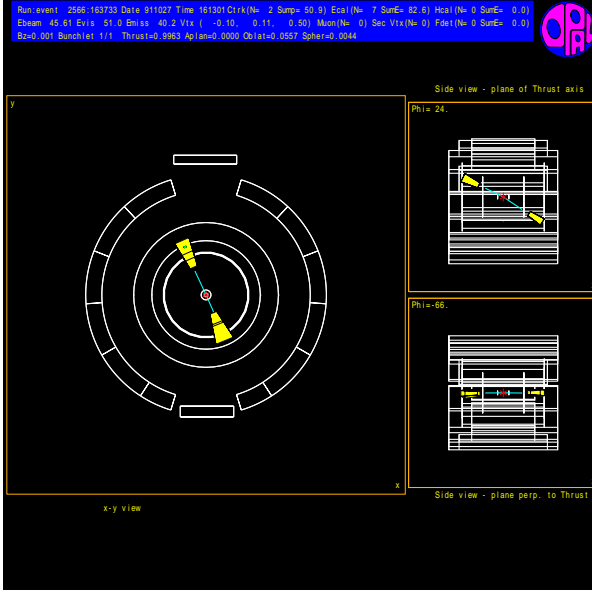 Run:event 2566:163733 Date 911027 Time 161301 Ctrk(N= 2 Sump= 50.9) Ecal(N= 7 SumE= 82.6) Hcal(N= 0 SumE= 0.0)
Ebeam 45.61 Evis 51.0 Emiss 40.2 Vtx ( -0.10, 0.11, 0.50) Muon(N= 0) Sec Vtx(N= 0) Fdet(N= 0 SumE= 0.0)
Bz=0.001 Bunchlet 1/1 Thrust=0.9963 Aplan=0.0000 Oblat=0.0557 Spher=0.0044
OPAL
Side view - plane of Thrust axis
y
Phi= 24.
Phi=-66.
x
Side view - plane perp. to Thrust
x-y view